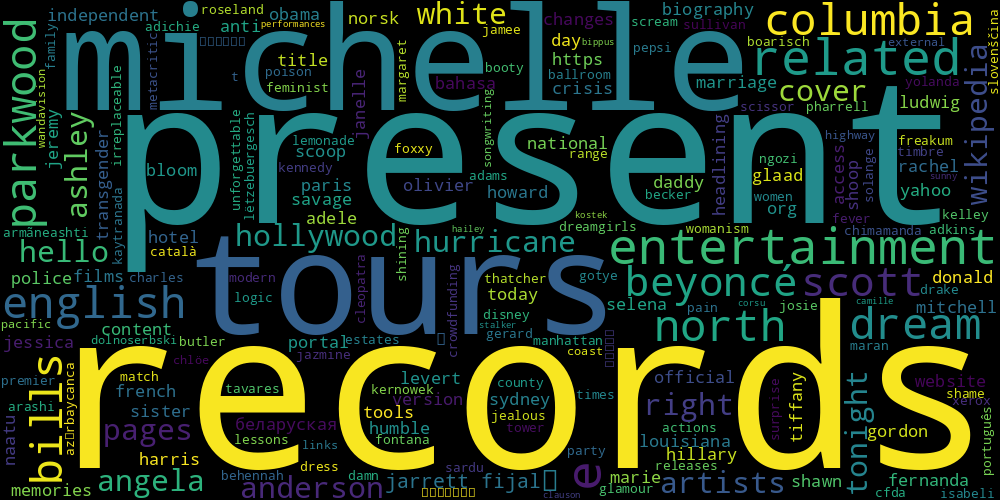 roseland
michelle
white
columbia
biography
norsk
obama
independent
adichie
anti
changes
scream
sullivan
performances
jamee
day
bippus
pepsi
boarisch
external
title
https
related
family
parkwood
metacritic
poison
feminist
margaret
bahasa
booty
ballroom
crisis
marriage
yolanda
cover
wikipedia
slovenščina
wandavision
jeremy
ashley
irreplaceable
t
janelle
songwriting
scissor
pharrell
ludwig
present
transgender
unforgettable
lëtzebuergesch
lemonade
scoop
foxxy
national
range
headlining
highway
freakum
timbre
bloom
kennedy
adams
ngozi
glaad
access
shoop
solange
rachel
paris
savage
olivier
howard
daddy
becker
women
org
yahoo
sunny
adele
kostek
dreamgirls
womanism
fever
chimamanda
kelley
adkins
armãneashti
kaytranada
hotel
hollywood
hailey
hurricane
entertainment
hello
català
shining
police
films
charles
modern
tours
cleopatra
thatcher
gotye
beyoncé
scott
donald
english
logic
crowdfunding
today
selena
pain
corsu
josie
drake
camille
mitchell
disney
north
dream
pacific
content
portal
estates
stalker
gerard
manhattan
jessica
dolnoserbski
butler
jazmine
coast
maran
bills
chloe
records
premier
match
levert
county
official
website
azərbaycanca
french
tavares
kernowek
version
sydney
times
shame
arashi
sister
tools
jealous
right
surprise
tiffany
tonight
xerox
português
naatu
pages
беларуская
humble
tower
actions
gordon
lessons
links
fontana
louisiana
harris
party
hillary
memories
angela
behennah
dress
damn
sardu
e
marie
releases
artists
shawn
fernanda
anderson
jarrett
fijal
glamour
clauson
cfda
isabeli